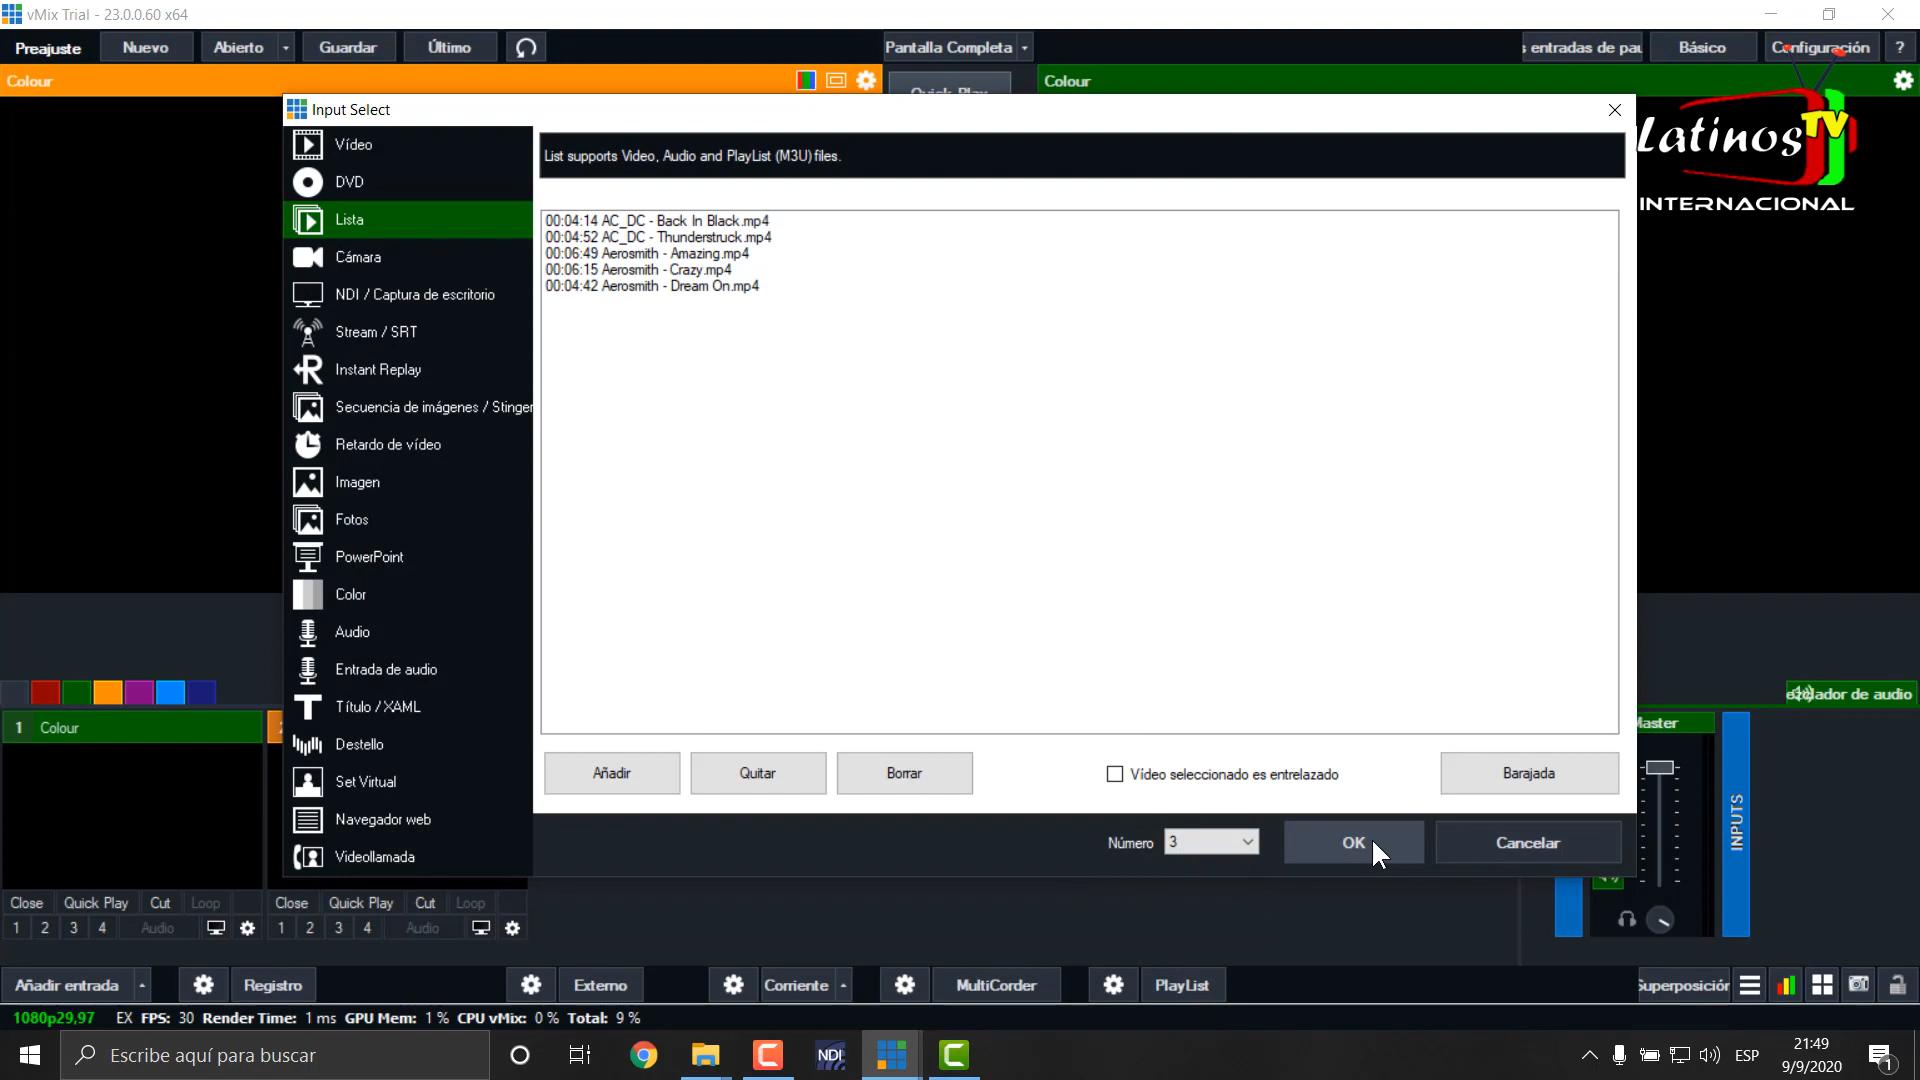 vMix Trial - 23.0.0.60 x64
Preajuste Nuevo Abierto Guardar Último Pantalla Completa entradas de Básico Configuración ?
Colour Quick Play Colour
Input Select
Latinos TV
INTERNACIONAL
Vídeo
DVD
Lista
Cámara
NDI / Captura de escritorio
Stream / SRT
Instant Replay
Secuencia de imágenes / Stinger
Retardo de vídeo
Imagen
Fotos
PowerPoint
Color
Audio
Entrada de audio
Título / XAML
Destello
Set Virtual
Navegador web
Videollamada
List supports Video, Audio and PlayList (M3U) files.
00:04:14 AC_DC - Back In Black.mp4
00:04:52 AC_DC - Thunderstruck.mp4
00:06:49 Aerosmith - Amazing.mp4
00:06:15 Aerosmith - Crazy.mp4
00:04:42 Aerosmith - Dream On.mp4
Añadir Quitar Borrar Vídeo seleccionado es entrelazado Barajada
Número 3 OK Cancelar
de audio
1 Colour
INPUTS
Close Quick Play Cut Loop Close Quick Play Cut Loop
1 2 3 4 Audio 1 2 3 4 Audio
Añadir entrada Registro Externo Corriente MultiCorder PlayList
1080p29,97 EX FPS: 30 Render Time: 1 ms GPU Mem: 1 % CPU vMix: 0 % Total: 9 %
Escribe aquí para buscar NDI ESP 21:49
9/9/2020 1